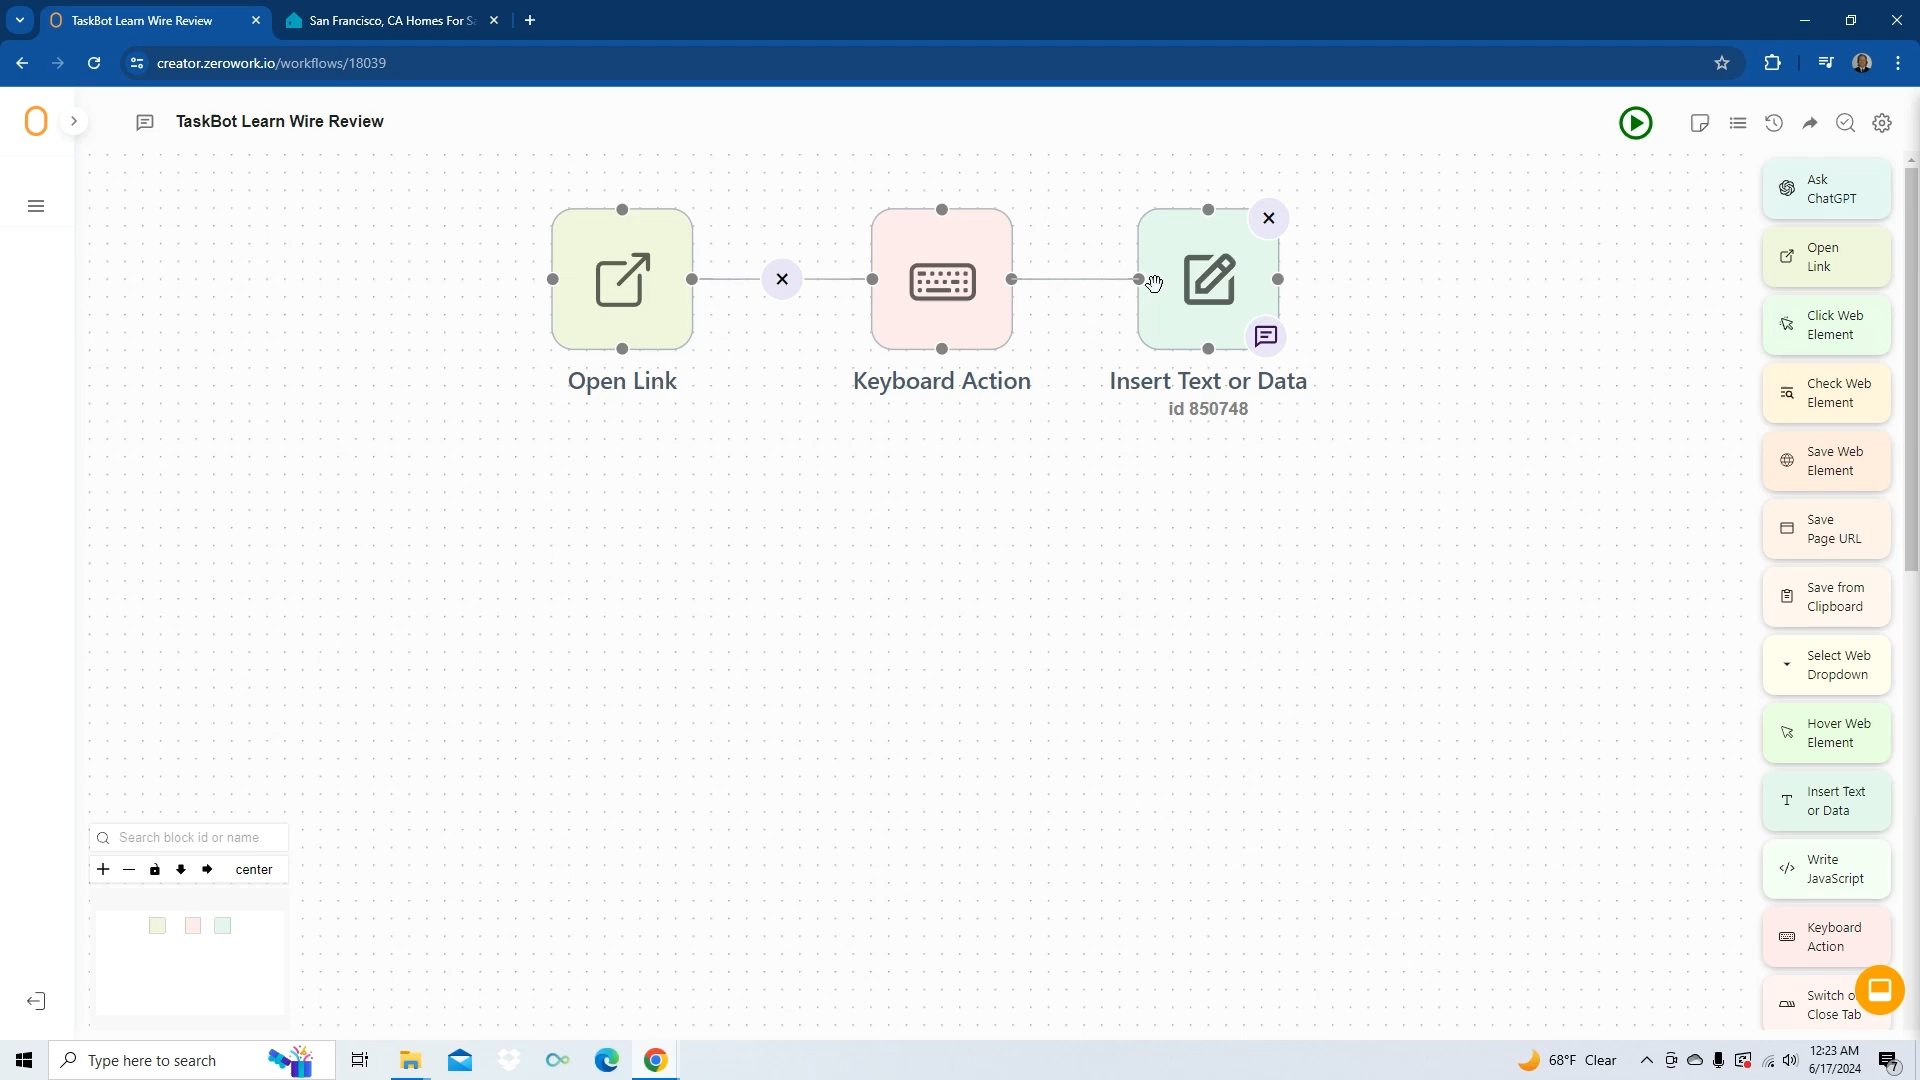 TaskBot Learn Wire Review
San Francisco, CA Homes For Sa
creator.zerowork.io/workflows/18039
TaskBot Learn Wire Review
Open Link
Keyboard Action
Insert Text or Data
id 850748
Ask
ChatGPT
Open
Link
Click Web
Element
Check Web
Element
Save Web
Element
Save
Page URL
Save from
Clipboard
Select Web
Dropdown
Hover Web
Element
Insert Text
or Data
Write
JavaScript
Keyboard
Action
Switch o
Close Tab
Search block id or name
center
Type here to search
68°F Clear
12:23 AM
6/17/2024
7